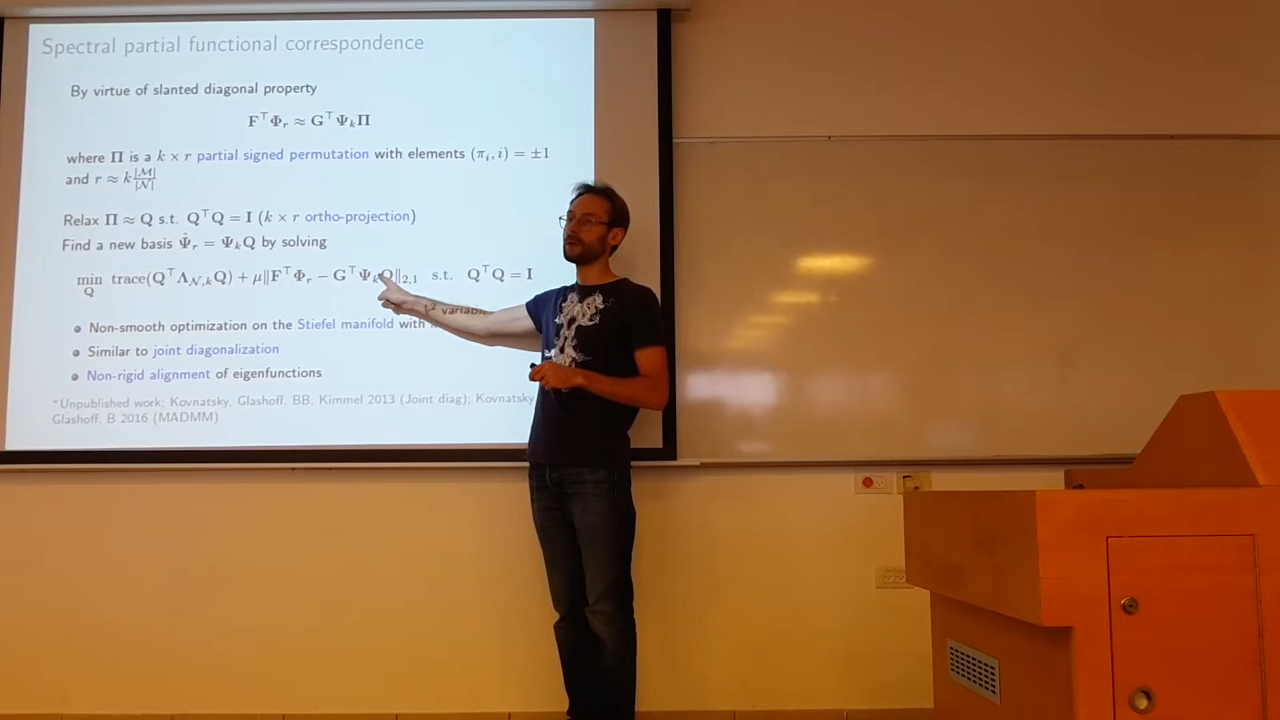 Spectral partial functional correspondence
By virtue of slanted diagonal property
F⊤Φr ≈ G⊤ΨkΠ
where Π is a k × r partial signed permutation with elements (πi, i) = ±1
and r ≈ k|M|/|N|
Relax Π ≈ Q s.t. Q⊤Q = I (k × r ortho-projection)
Find a new basis Ψ̂r = ΨkQ by solving
min Q trace(Q⊤ΛN,kQ) + μ‖F⊤Φr − G⊤ΨkQ‖2,1 s.t. Q⊤Q = I
● Non-smooth optimization on the Stiefel manifold with
● Similar to joint diagonalization
● Non-rigid alignment of eigenfunctions
*Unpublished work; Kovnatsky, Glashoff, BB, Kimmel 2013 (Joint diag); Kovnatsky
Glashoff, B 2016 (MADMM)